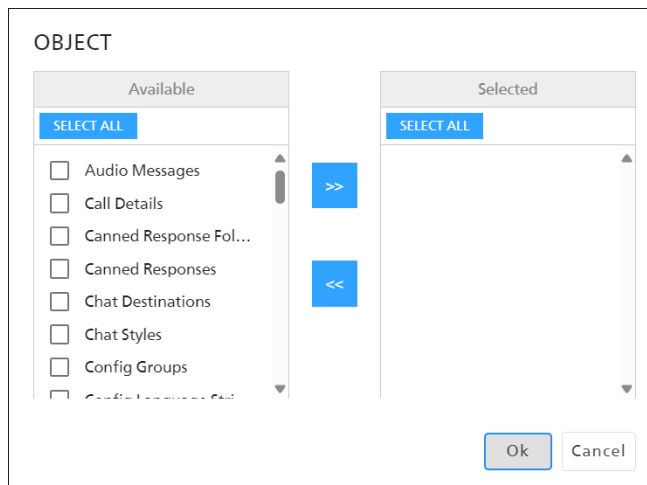 OBJECT
Available
SELECT ALL
Audio Messages
Call Details
Canned Response Fol...
Canned Responses
Chat Destinations
Chat Styles
Config Groups
>>
<<
Selected
SELECT ALL
Ok
Cancel